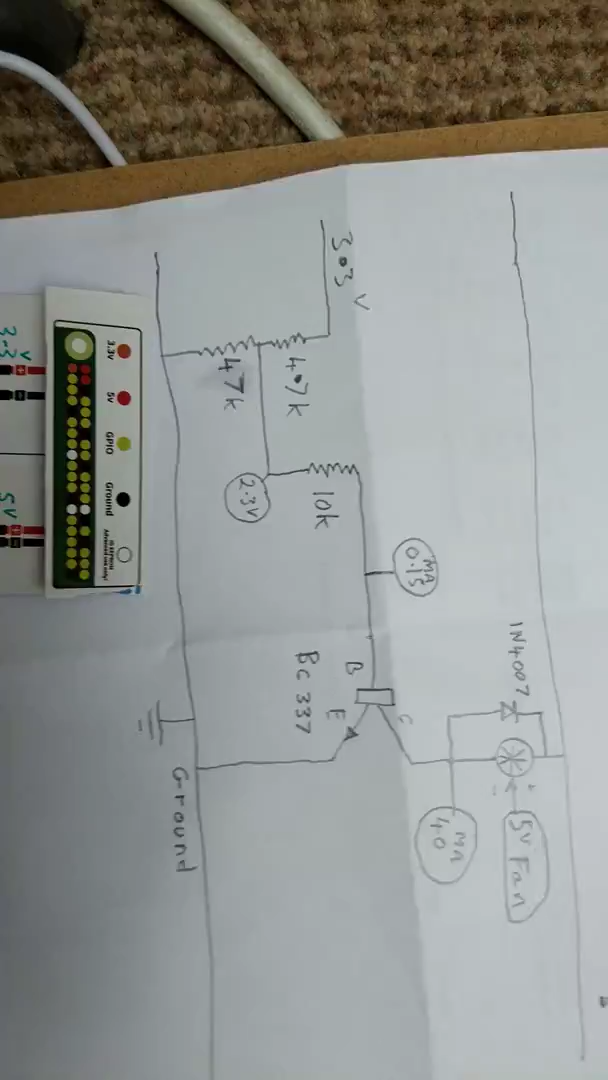 3.3 V
4.7k
47k
2.3V
10k
MA
0.15
B
C
E
BC 337
1N4007
MA
40
+
-
5V Fan
Ground
3.3v
5v
GPIO
Ground
3.3
V
5V